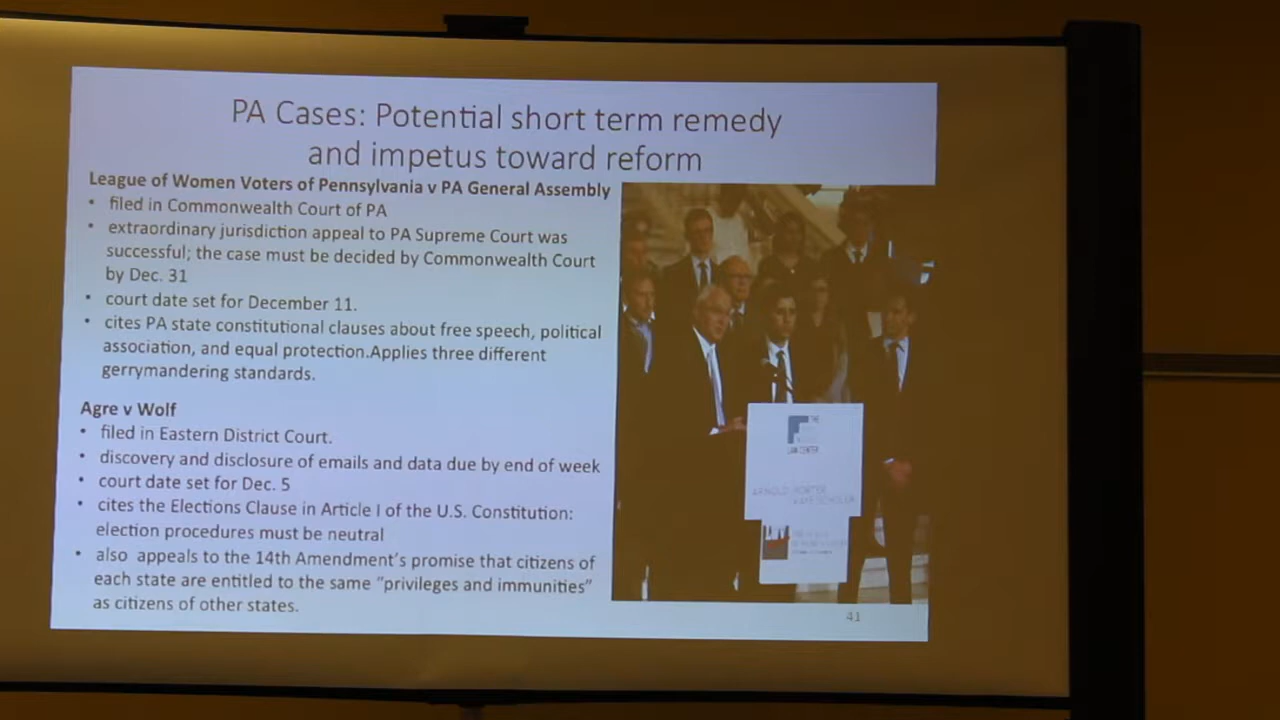 PA Cases: Potential short term remedy
and impetus toward reform
League of Women Voters of Pennsylvania v PA General Assembly
• filed in Commonwealth Court of PA
• extraordinary jurisdiction appeal to PA Supreme Court was
successful; the case must be decided by Commonwealth Court
by Dec. 31
• court date set for December 11.
• cites PA state constitutional clauses about free speech, political
association, and equal protection.Applies three different
gerrymandering standards.
Agre v Wolf
• filed in Eastern District Court.
• discovery and disclosure of emails and data due by end of week
• court date set for Dec. 5
• cites the Elections Clause in Article I of the U.S. Constitution:
election procedures must be neutral
• also appeals to the 14th Amendment's promise that citizens of
each state are entitled to the same "privileges and immunities"
as citizens of other states.
THE
LAW CENTER
ARNOLD PORTER
KAYE SCHOLER
41